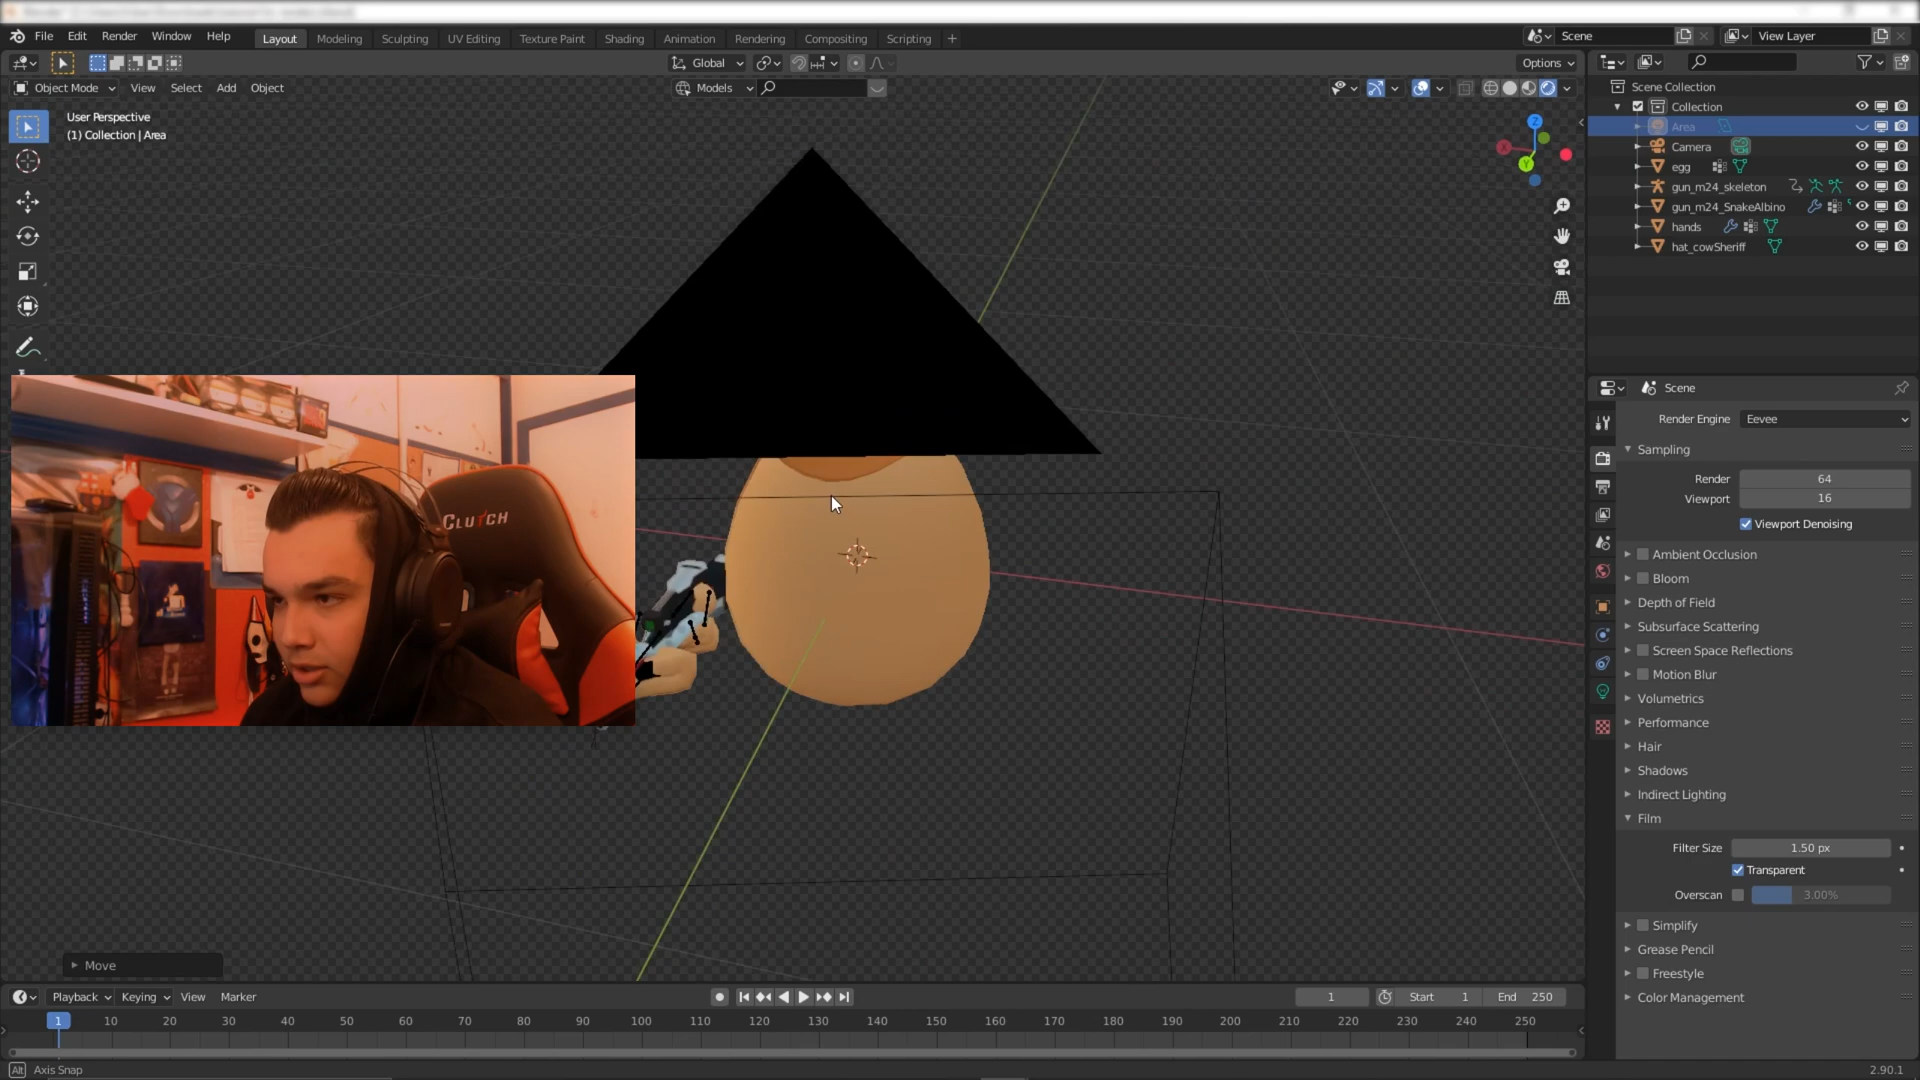 File Edit Render Window Help
Layout Modeling Sculpting UV Editing Texture Paint Shading Animation Rendering Compositing Scripting +
Scene
View Layer
Global
Options
Object Mode View Select Add Object
Models
User Perspective
(1) Collection | Area
Z
X
Y
Scene Collection
Collection
Area
Camera
egg
gun_m24_skeleton
gun_m24_SnakeAlbino
hands
hat_cowSheriff
Scene
Render Engine Eevee
Sampling
Render 64
Viewport 16
Viewport Denoising
Ambient Occlusion
Bloom
Depth of Field
Subsurface Scattering
Screen Space Reflections
Motion Blur
Volumetrics
Performance
Hair
Shadows
Indirect Lighting
Film
Filter Size 1.50 px
Transparent
Overscan 3.00%
Simplify
Grease Pencil
Freestyle
Color Management
CLUTCH
Move
Playback Keying View Marker
1 Start 1 End 250
1 10 20 30 40 50 60 70 80 90 100 110 120 130 140 150 160 170 180 190 200 210 220 230 240 250
Alt Axis Snap
2.90.1